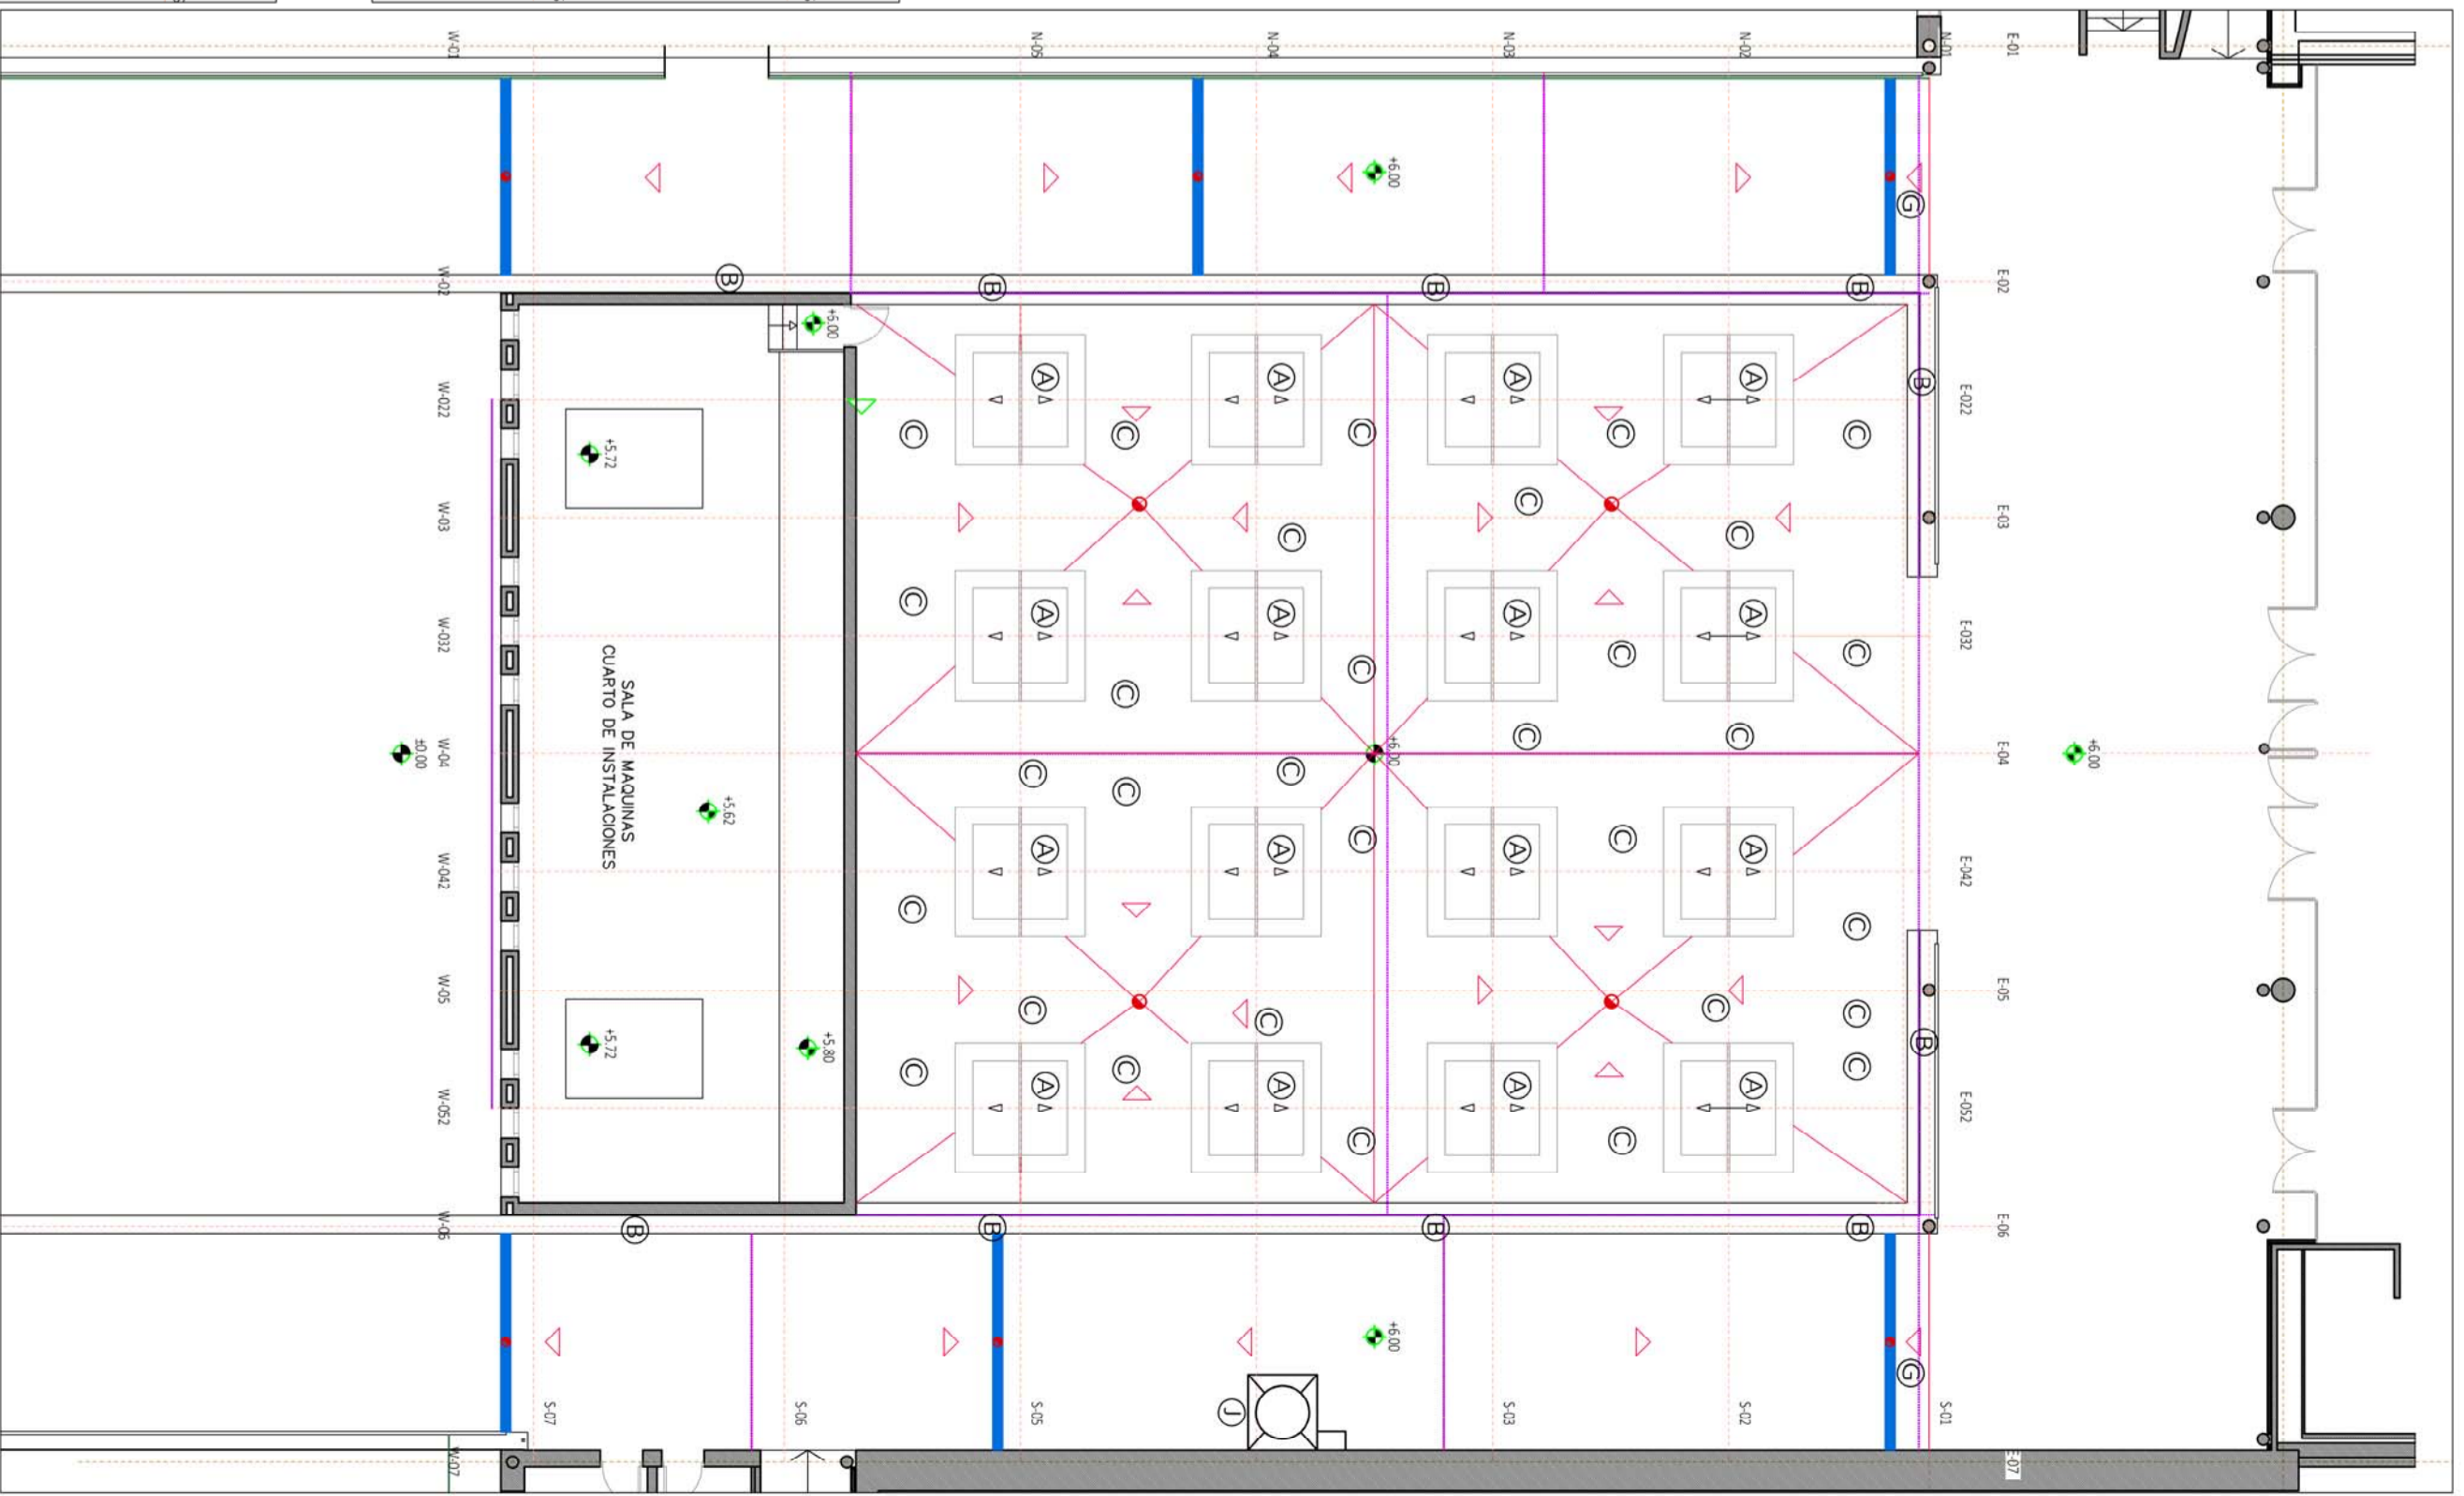 W-01
N-05
N-04
N-03
N-02
N-01
E-01
+6.00
G
W-02
B
B
B
B
E-02
+6.00
A
A
A
A
B
W-022
E-022
C
C
C
C
C
+5.72
W-03
C
C
C
E-03
C
A
A
A
A
W-032
E-032
C
C
C
C
SALA DE MAQUINAS
CUARTO DE INSTALACIONES
C
C
±0.00
W-04
+6.00
E-04
+6.00
C
C
C
+5.62
C
C
A
A
A
A
W-042
E-042
C
C
W-05
E-05
C
C
C
C
+5.72
+5.80
B
C
C
C
A
A
A
A
W-052
E-052
C
C
W-06
B
B
B
B
E-06
+6.00
G
S-07
S-06
S-05
J
S-03
S-02
S-01
W-07
E-07